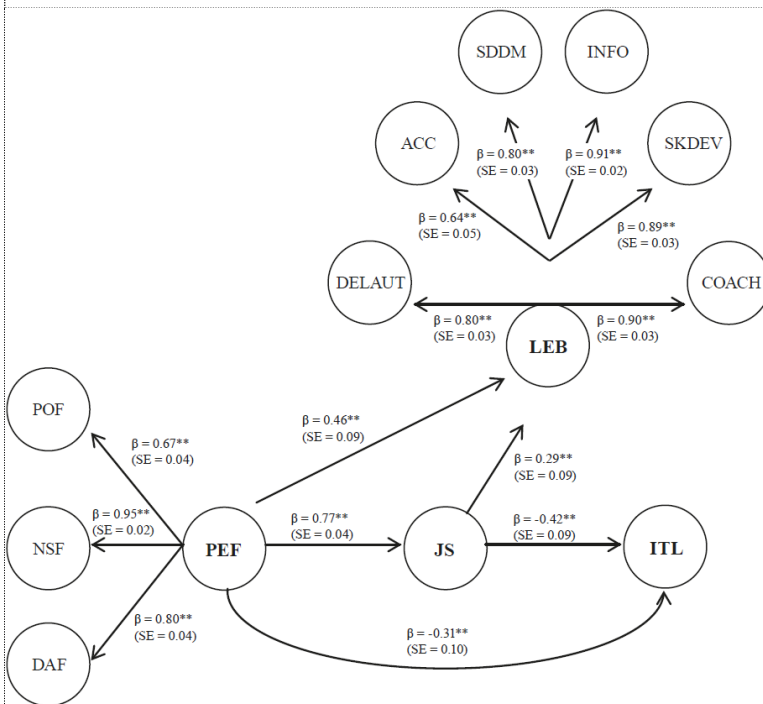 SDDM
INFO
ACC
SKDEV
β = 0.80**
(SE = 0.03)
β = 0.91**
(SE = 0.02)
β = 0.64**
(SE = 0.05)
β = 0.89**
(SE = 0.03)
DELAUT
COACH
β = 0.80**
(SE = 0.03)
β = 0.90**
(SE = 0.03)
LEB
POF
β = 0.67**
(SE = 0.04)
β = 0.46**
(SE = 0.09)
β = 0.29**
(SE = 0.09)
NSF
β = 0.95**
(SE = 0.02)
PEF
β = 0.77**
(SE = 0.04)
JS
β = -0.42**
(SE = 0.09)
ITL
β = 0.80**
(SE = 0.04)
DAF
β = -0.31**
(SE = 0.10)